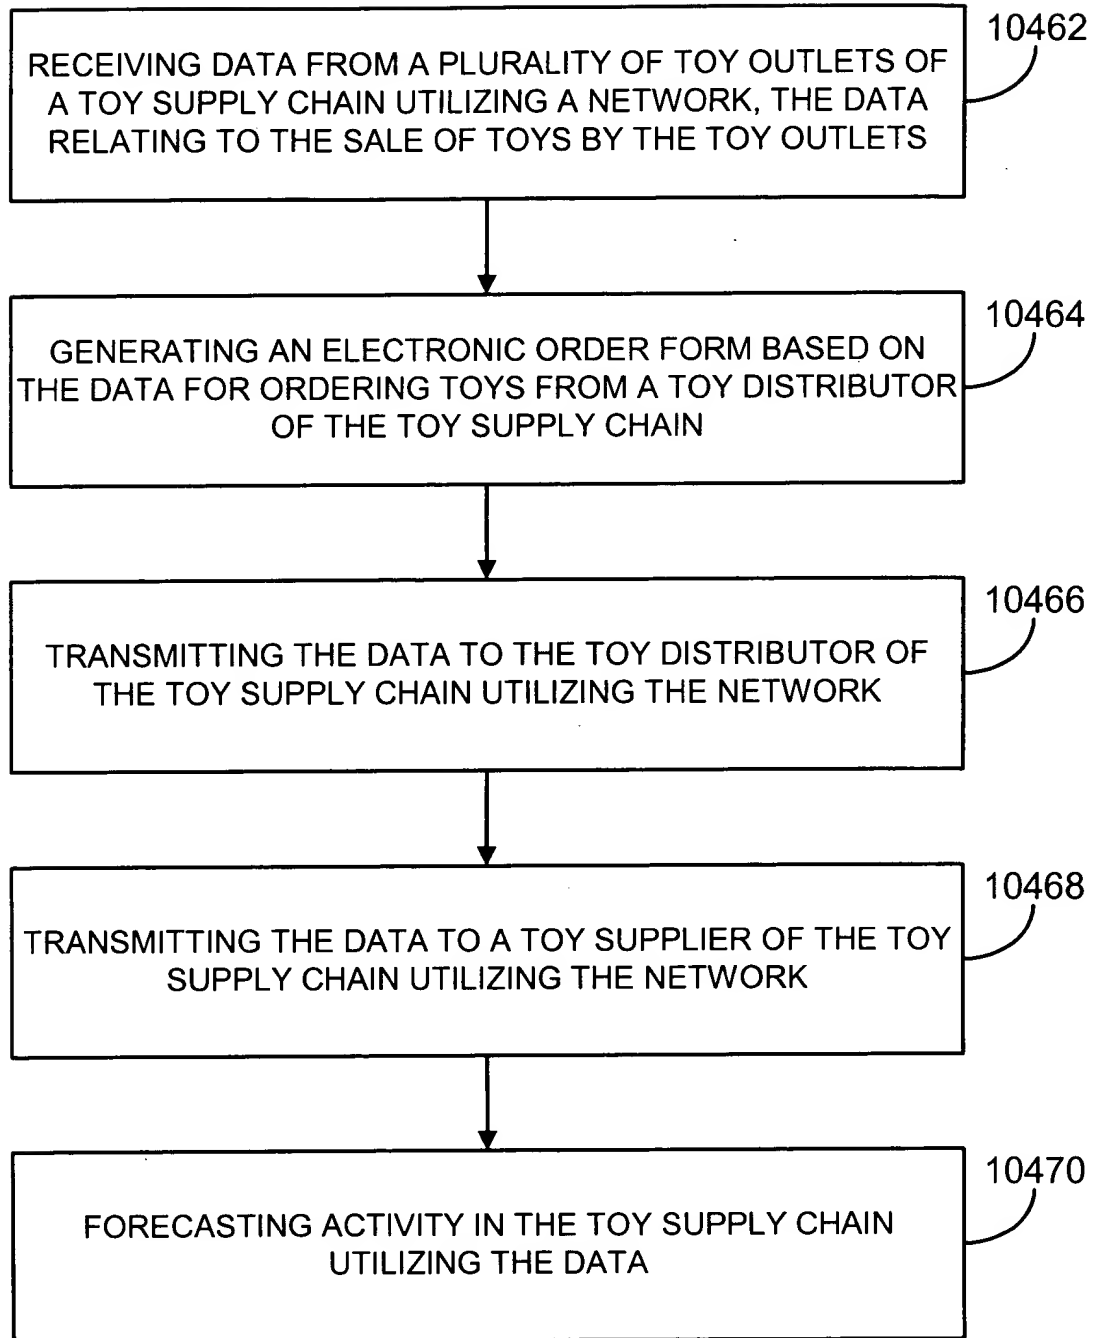 10462
RECEIVING DATA FROM A PLURALITY OF TOY OUTLETS OF
A TOY SUPPLY CHAIN UTILIZING A NETWORK, THE DATA
RELATING TO THE SALE OF TOYS BY THE TOY OUTLETS
10464
GENERATING AN ELECTRONIC ORDER FORM BASED ON
THE DATA FOR ORDERING TOYS FROM A TOY DISTRIBUTOR
OF THE TOY SUPPLY CHAIN
10466
TRANSMITTING THE DATA TO THE TOY DISTRIBUTOR OF
THE TOY SUPPLY CHAIN UTILIZING THE NETWORK
10468
TRANSMITTING THE DATA TO A TOY SUPPLIER OF THE TOY
SUPPLY CHAIN UTILIZING THE NETWORK
10470
FORECASTING ACTIVITY IN THE TOY SUPPLY CHAIN
UTILIZING THE DATA